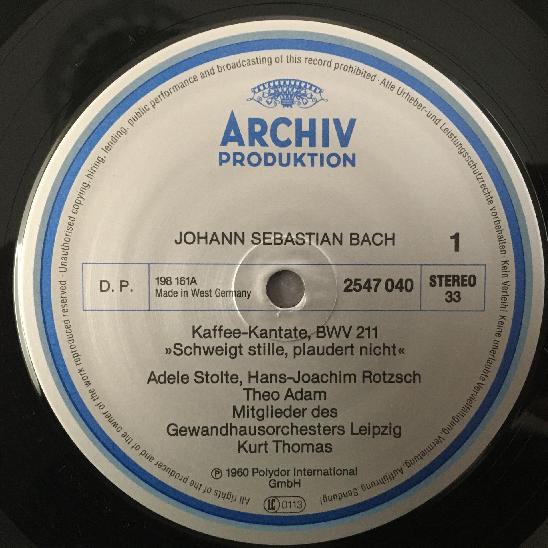 All rights of the producer and of the owner of the work reproduced reserved · Unauthorised copying, hiring, lending, public performance and broadcasting of this record prohibited · Alle Urheber- und Leistungsschutzrechte vorbehalten · Kein Verleih! Keine unerlaubte Vervielfältigung, Vermietung, Aufführung, Sendung!
ARCHIV
PRODUKTION
JOHANN SEBASTIAN BACH
1
D. P.
198 161A
Made in West Germany
2547 040
STEREO
33
Kaffee-Kantate, BWV 211
»Schweigt stille, plaudert nicht«
Adele Stolte, Hans-Joachim Rotzsch
Theo Adam
Mitglieder des
Gewandhausorchesters Leipzig
Kurt Thomas
℗ 1960 Polydor International
GmbH
LC 0113